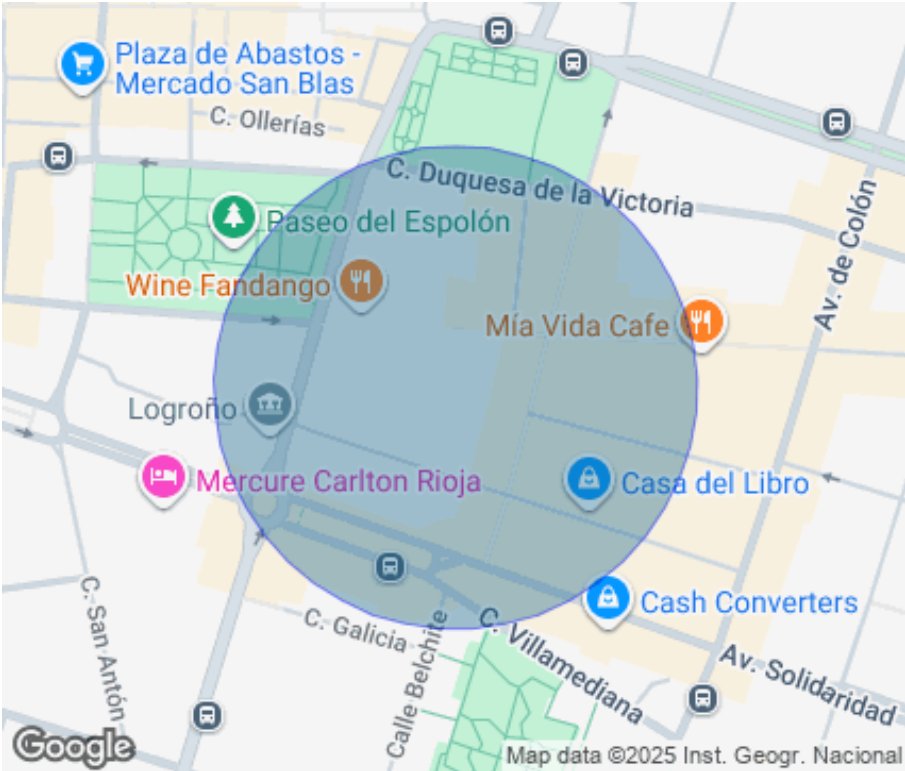 Plaza de Abastos -
Mercado San Blas
C. Ollerías
C. Duquesa de la Victoria
Paseo del Espolón
Wine Fandango
Mía Vida Cafe
Av. de Colón
Logroño
Mercure Carlton Rioja
Casa del Libro
Cash Converters
C. San Antón
C. Galicia
Calle Belchite
C. Villamediana
Av. Solidaridad
Google
Map data ©2025 Inst. Geogr. Nacional